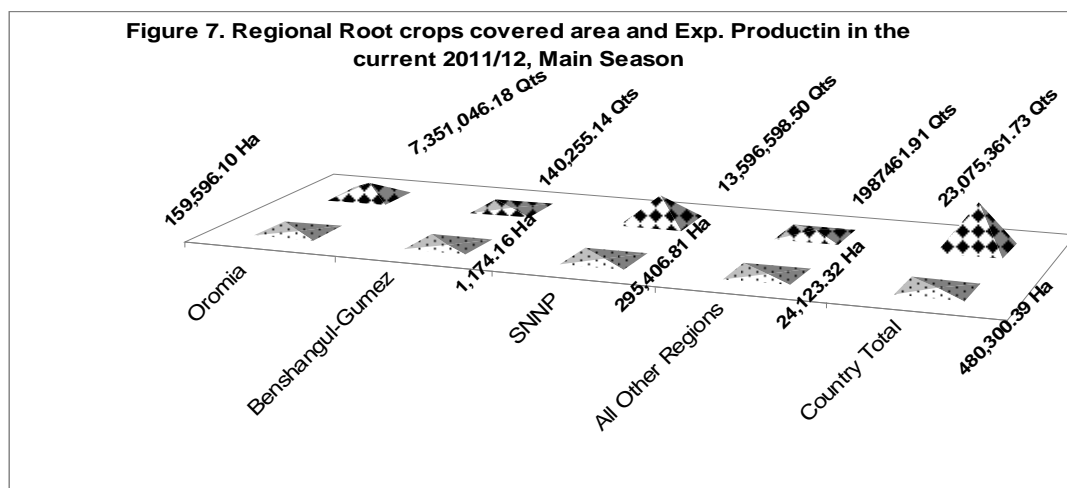 Figure 7. Regional Root crops covered area and Exp. Productin in the
current 2011/12, Main Season
159,596.10 Ha
7,351,046.18 Qts
140,255.14 Qts
13,596,598.50 Qts
1987461.91 Qts
23,075,361.73 Qts
1,174.16 Ha
295,406.81 Ha
24,123.32 Ha
480,300.39 Ha
Oromia
Benshangul-Gumez
SNNP
All Other Regions
Country Total